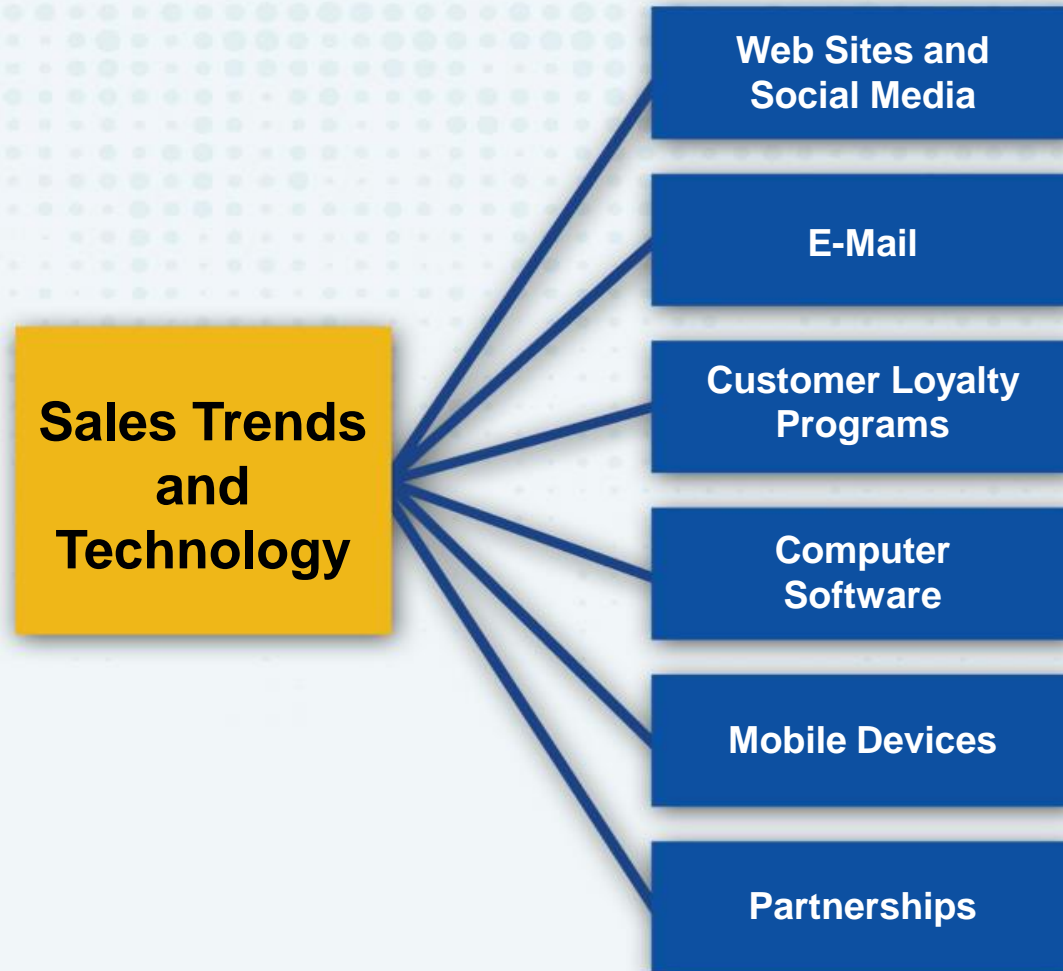 Sales Trends
and
Technology
Web Sites and
Social Media
E-Mail
Customer Loyalty
Programs
Computer
Software
Mobile Devices
Partnerships